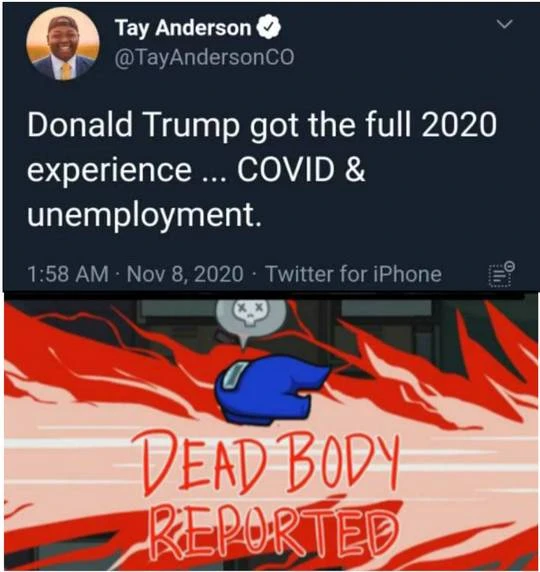 Tay Anderson
@TayAndersonCO
Donald Trump got the full 2020
experience ... COVID &
unemployment.
1:58 AM · Nov 8, 2020 · Twitter for iPhone
DEAD BODY
REPORTED